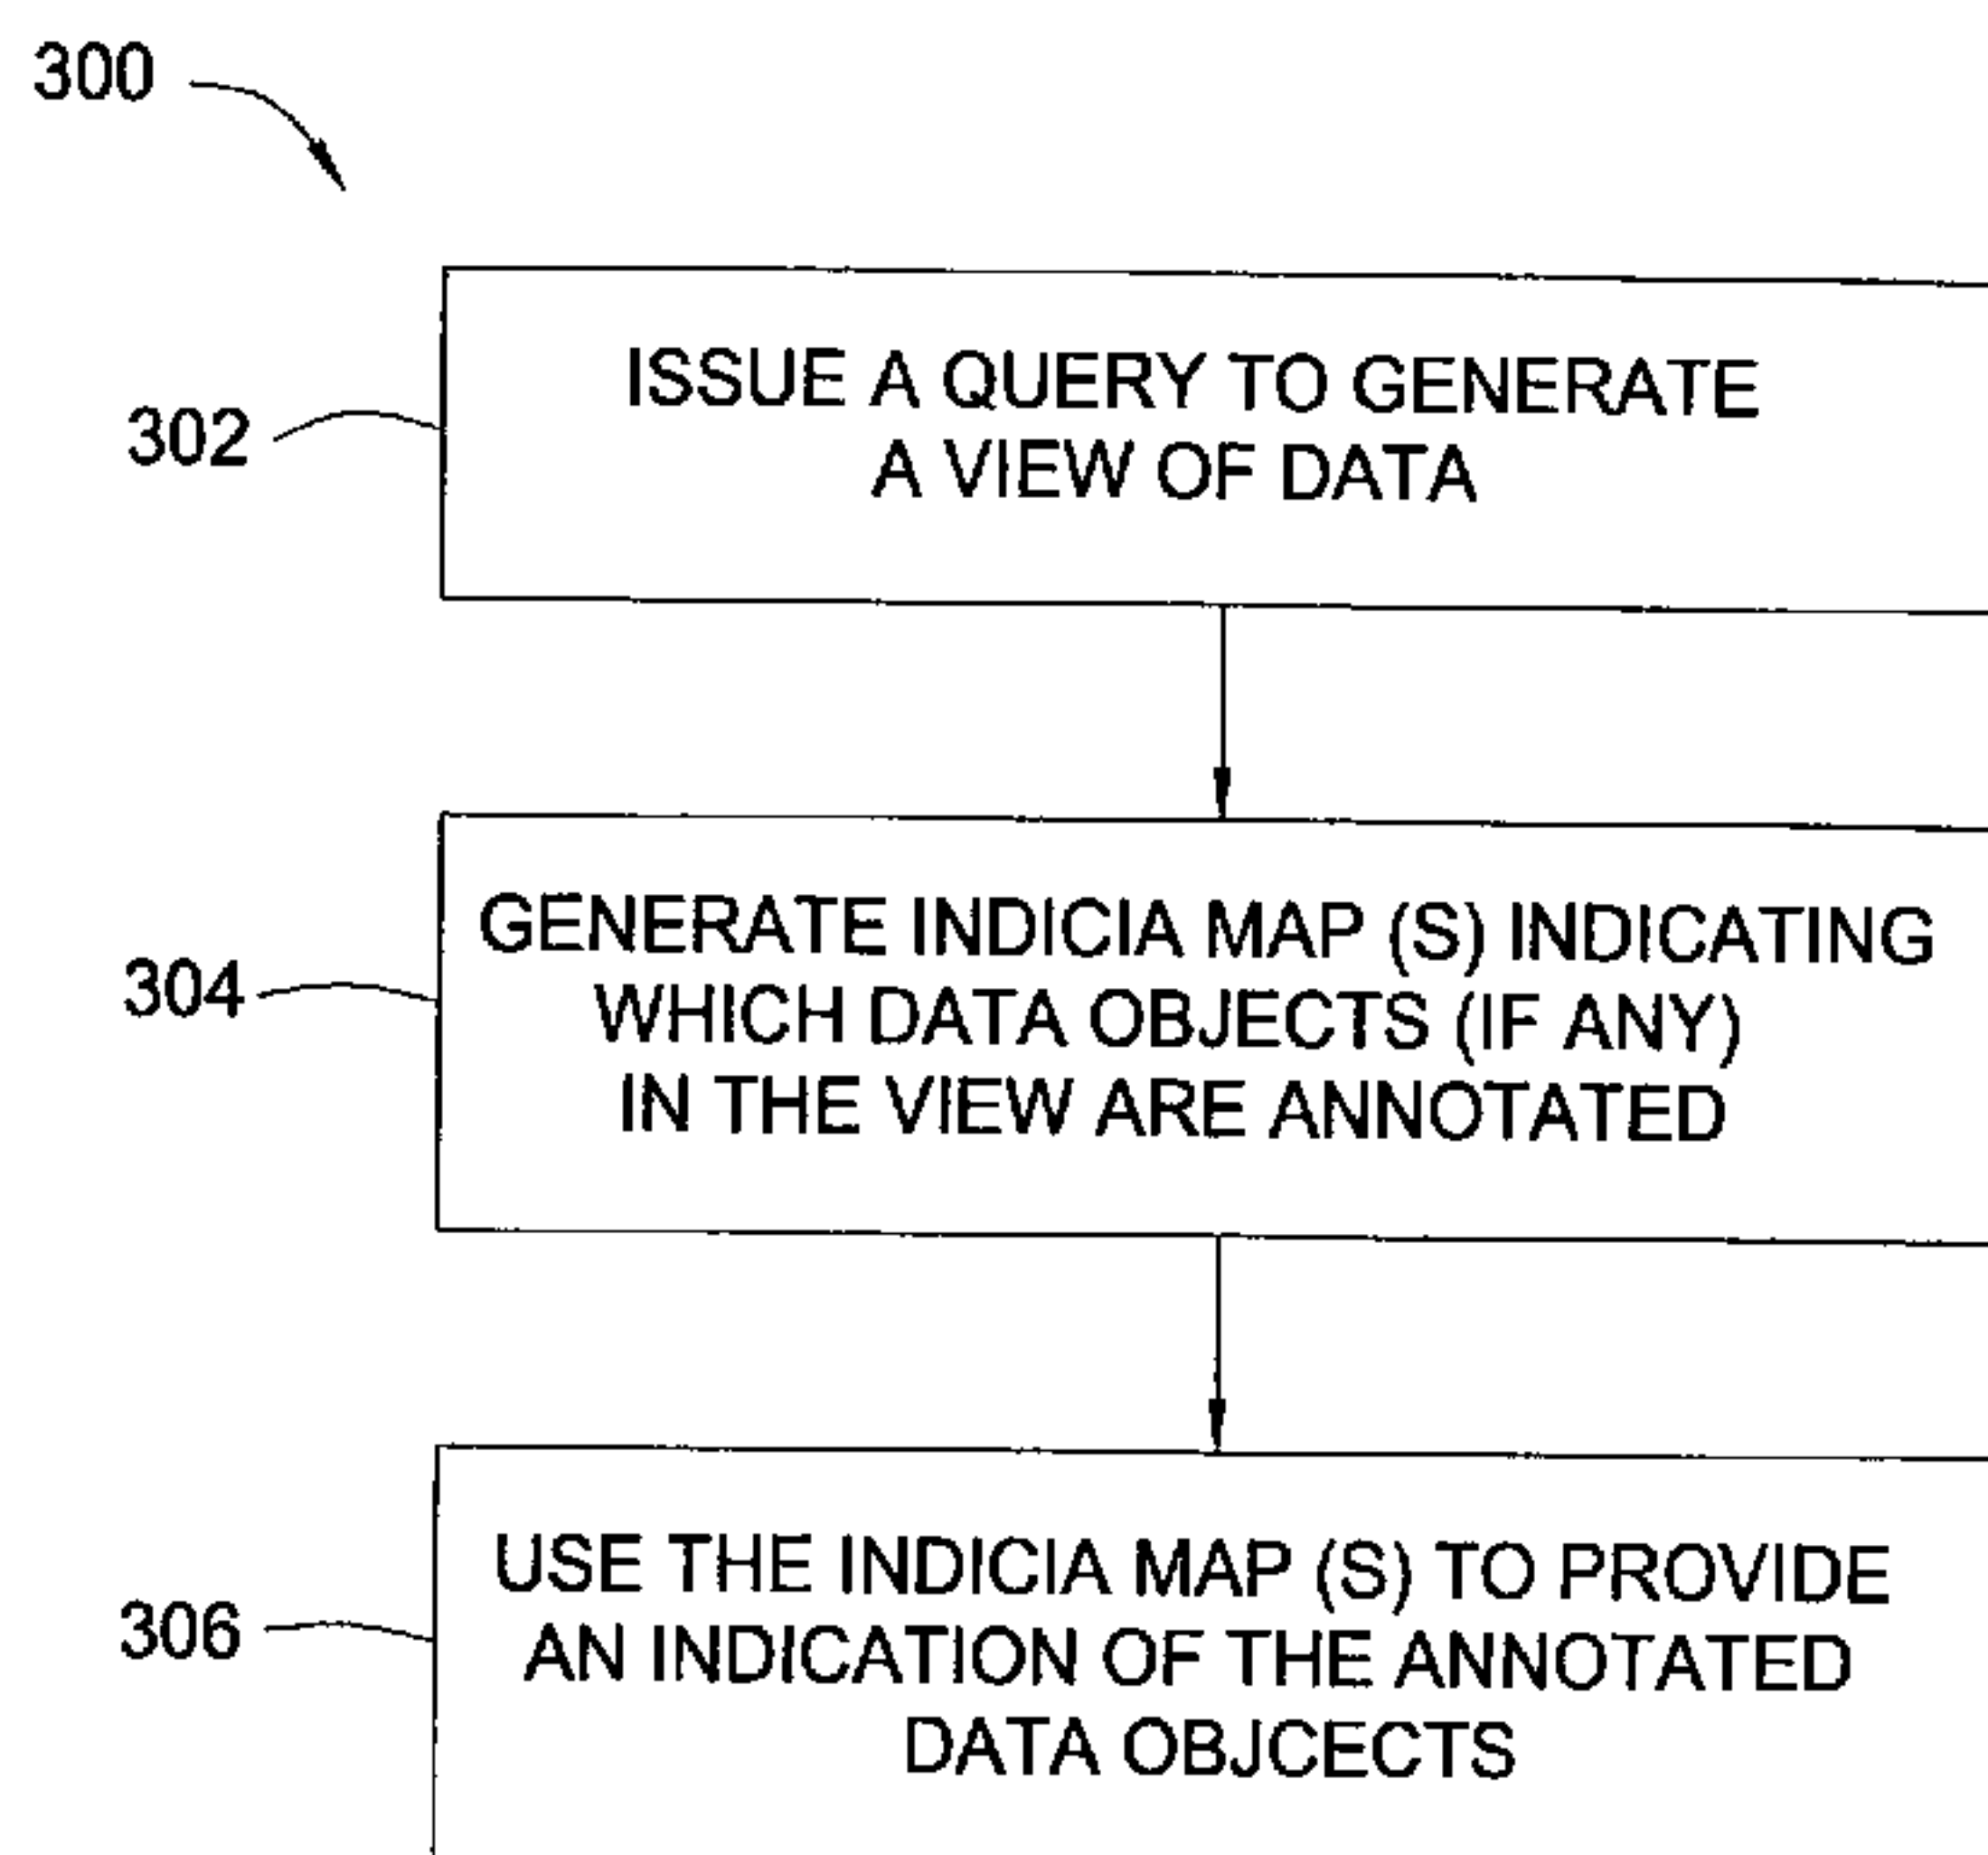 300
302
ISSUE A QUERY TO GENERATE
A VIEW OF DATA
304
GENERATE INDICIA MAP (S) INDICATING
WHICH DATA OBJECTS (IF ANY)
IN THE VIEW ARE ANNOTATED
306
USE THE INDICIA MAP (S) TO PROVIDE
AN INDICATION OF THE ANNOTATED
DATA OBJCECTS